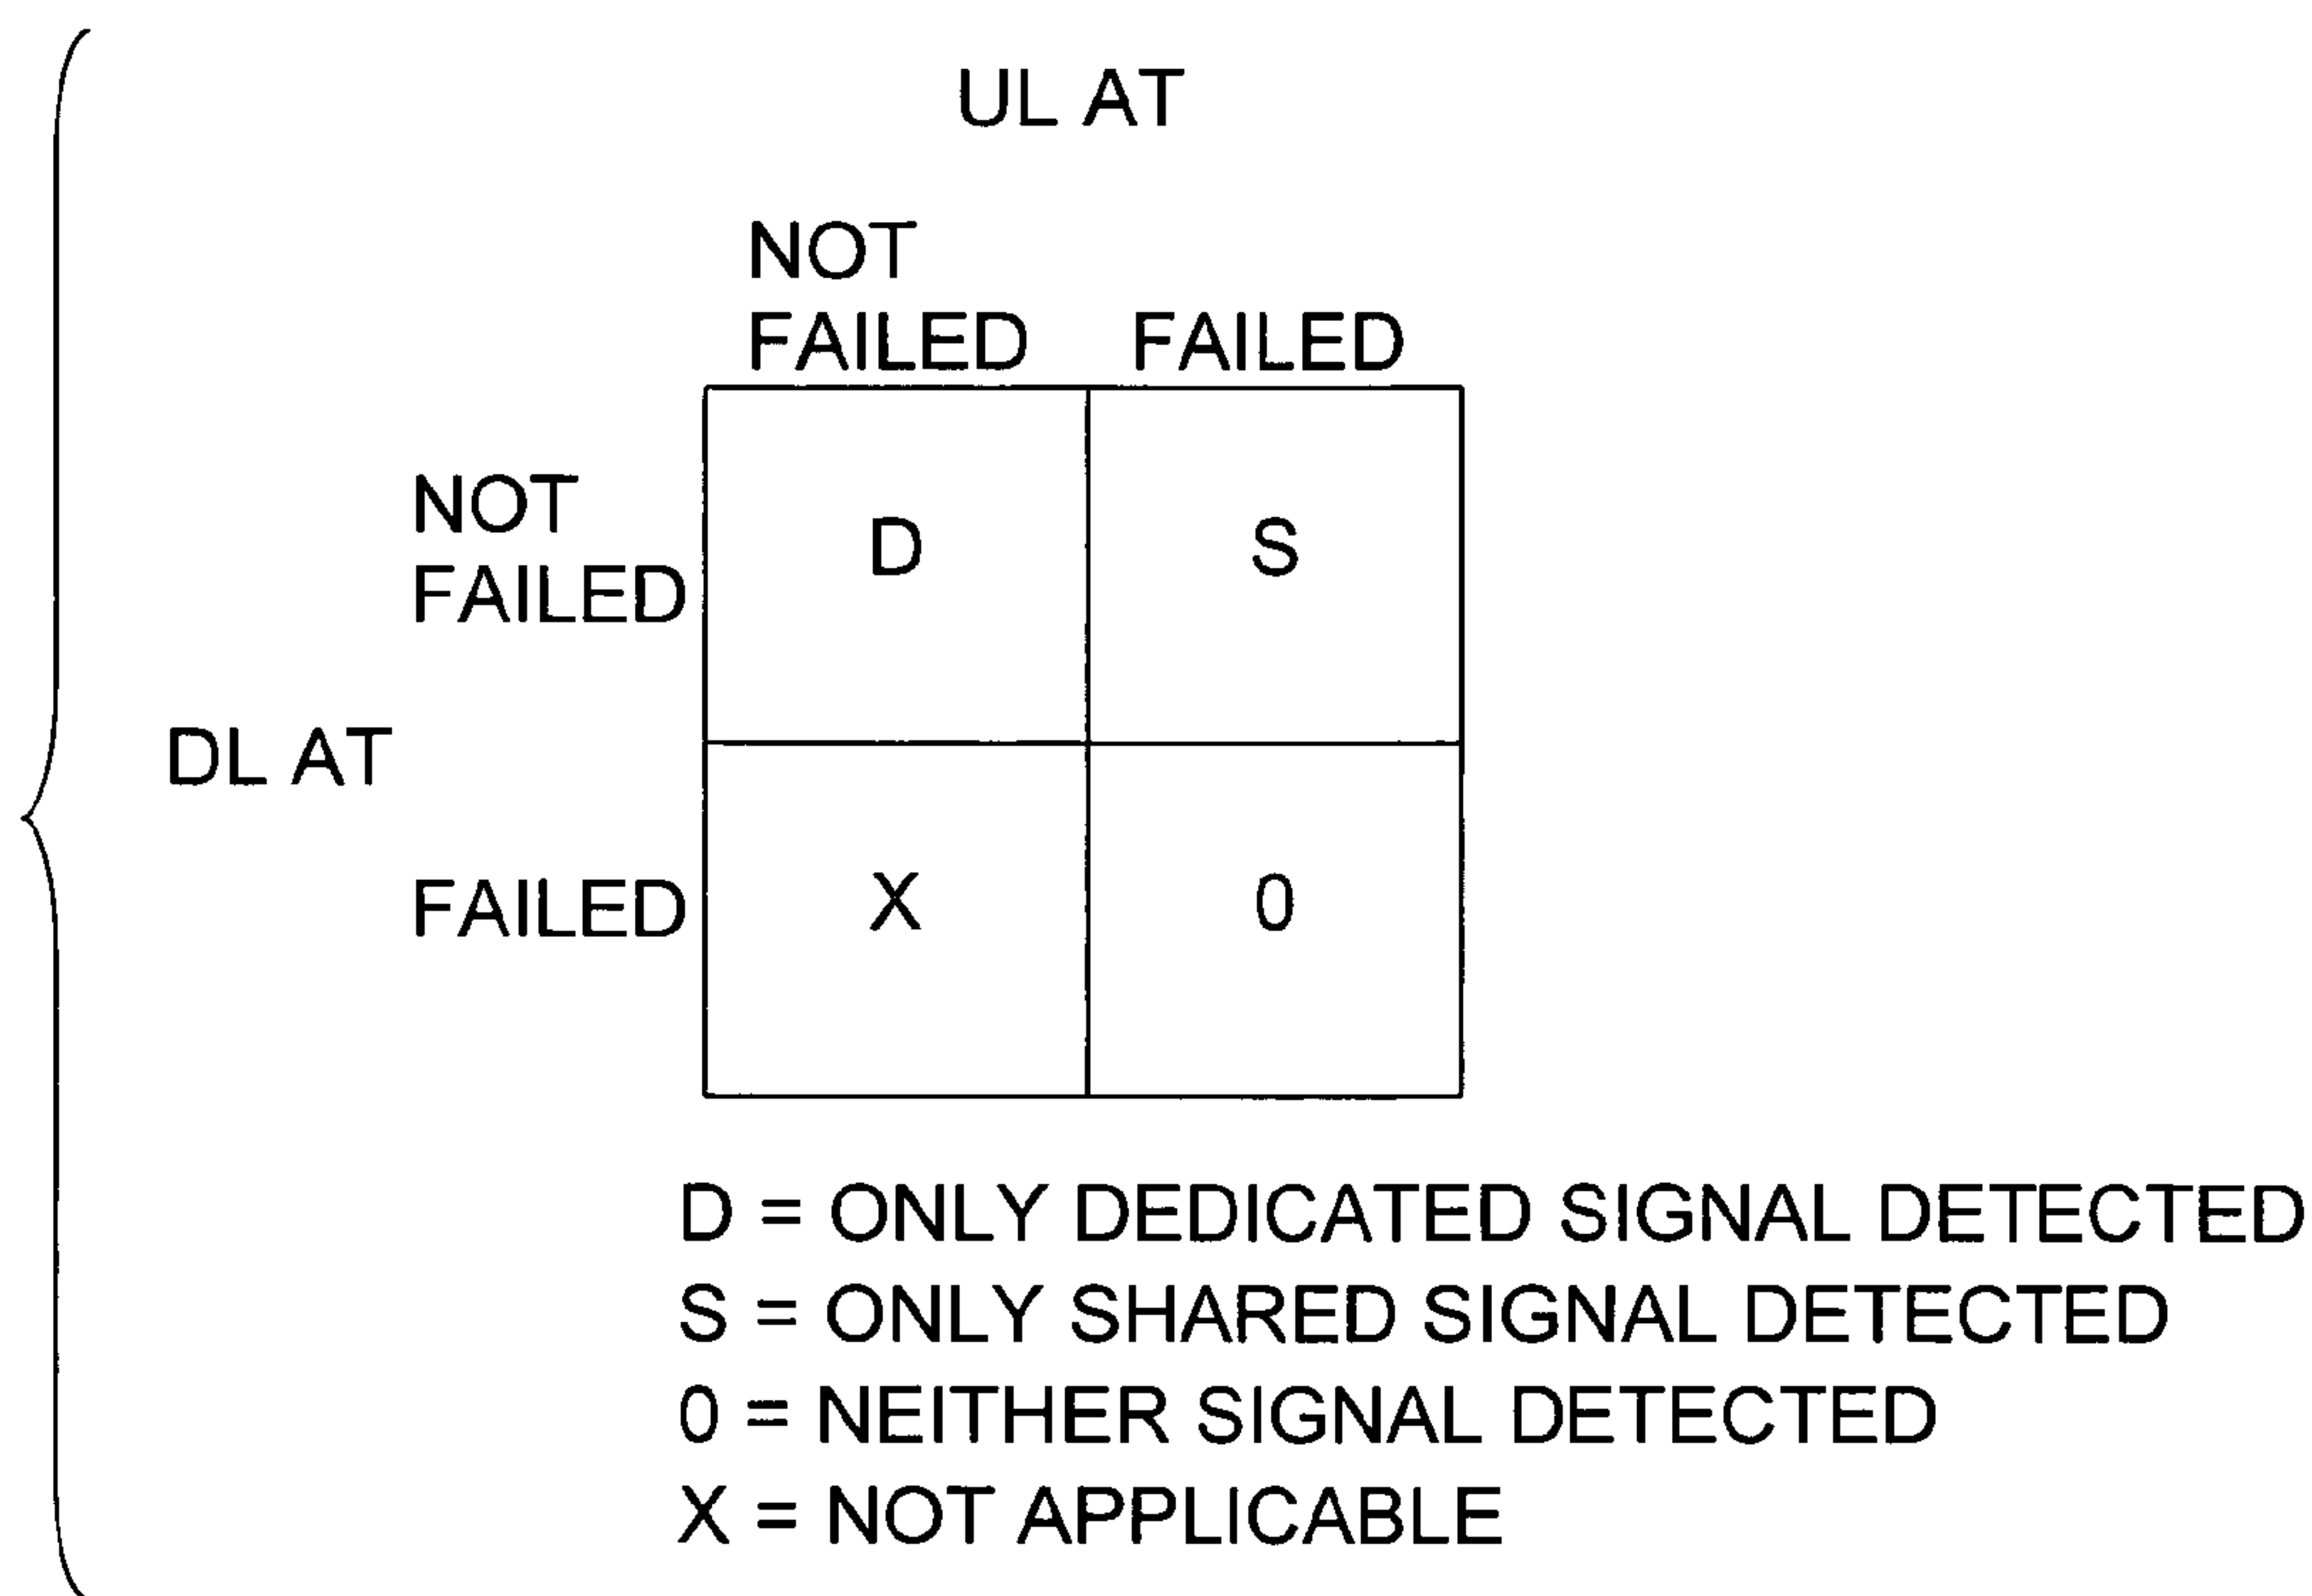 UL AT
NOT
FAILED FAILED
NOT
FAILED
D S
DL AT
FAILED
X 0
D = ONLY DEDICATED SIGNAL DETECTED
S = ONLY SHARED SIGNAL DETECTED
0 = NEITHER SIGNAL DETECTED
X = NOT APPLICABLE